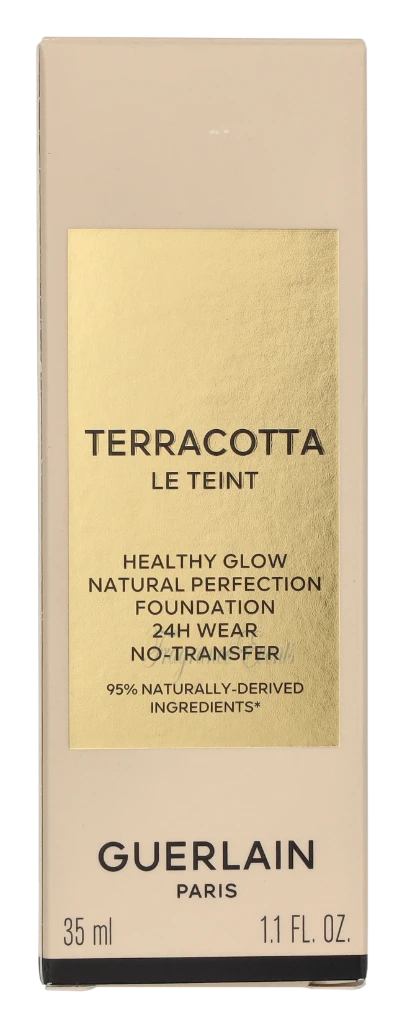 TERRACOTTA
LE TEINT
HEALTHY GLOW
NATURAL PERFECTION
FOUNDATION
24H WEAR
NO-TRANSFER
95% NATURALLY-DERIVED
INGREDIENTS*
GUERLAIN
PARIS
35 ml 1.1 FL. OZ.